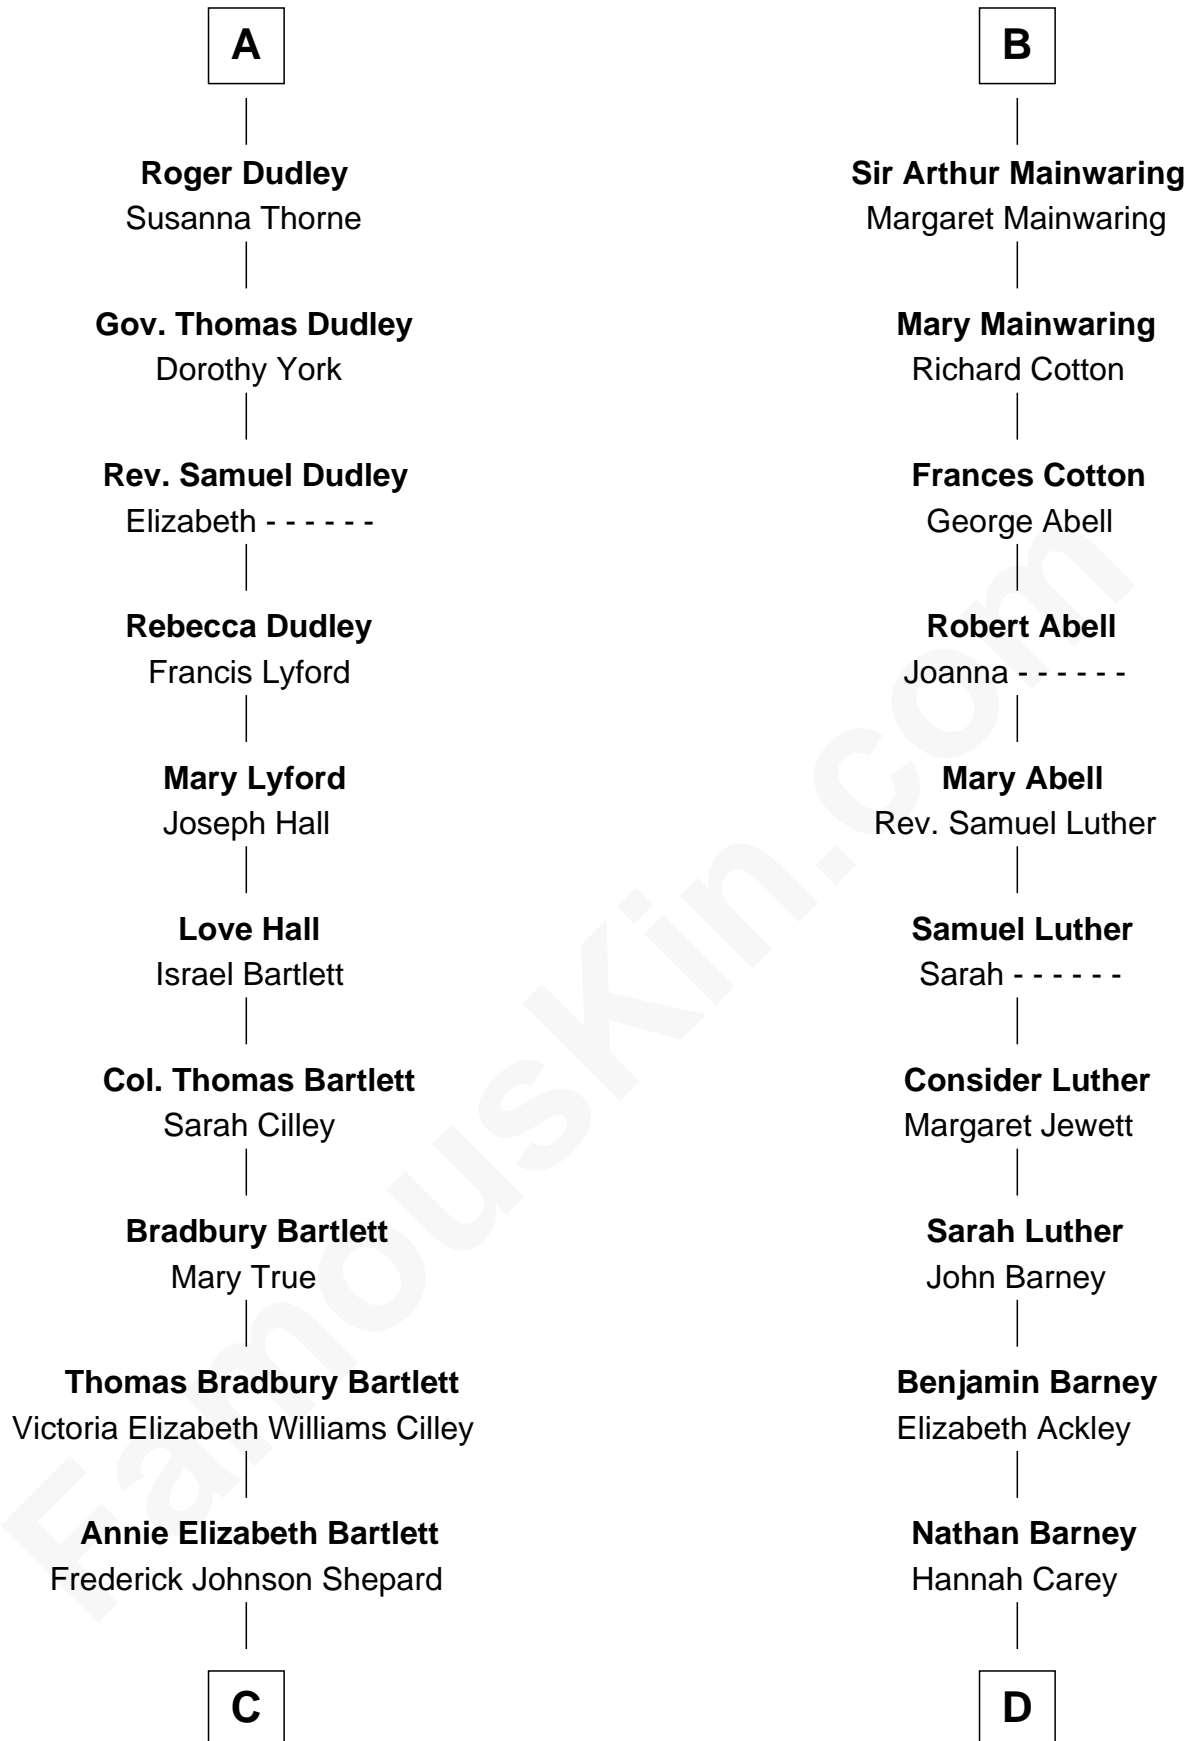 A
Roger Dudley
Susanna Thorne
Gov. Thomas Dudley
Dorothy York
Rev. Samuel Dudley
Elizabeth - - - - - -
Rebecca Dudley
Francis Lyford
Mary Lyford
Joseph Hall
Love Hall
Israel Bartlett
Col. Thomas Bartlett
Sarah Cilley
Bradbury Bartlett
Mary True
Thomas Bradbury Bartlett
Victoria Elizabeth Williams Cilley
Annie Elizabeth Bartlett
Frederick Johnson Shepard
C
B
Sir Arthur Mainwaring
Margaret Mainwaring
Mary Mainwaring
Richard Cotton
Frances Cotton
George Abell
Robert Abell
Joanna - - - - - -
Mary Abell
Rev. Samuel Luther
Samuel Luther
Sarah - - - - - -
Consider Luther
Margaret Jewett
Sarah Luther
John Barney
Benjamin Barney
Elizabeth Ackley
Nathan Barney
Hannah Carey
D
FamousKin.com